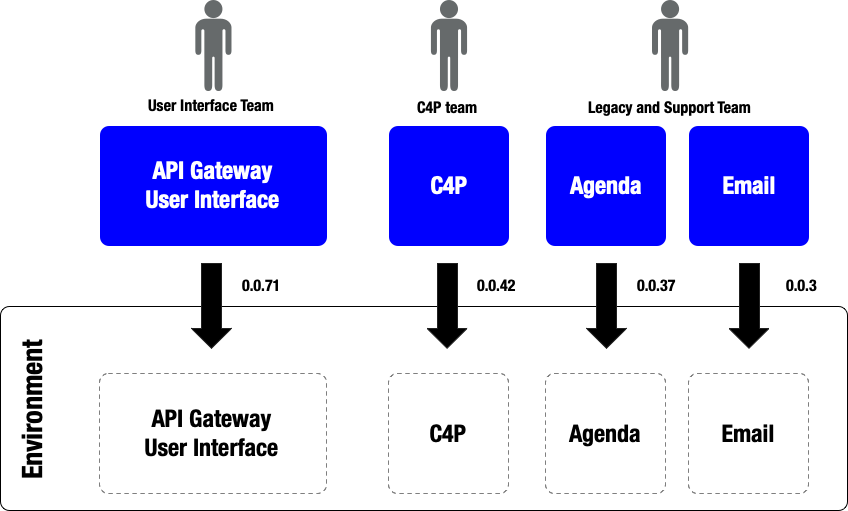 User Interface Team
C4P team
Legacy and Support Team
API Gateway
User Interface
C4P
Agenda
Email
0.0.71
0.0.42
0.0.37
0.0.3
Environment
API Gateway
User Interface
C4P
Agenda
Email